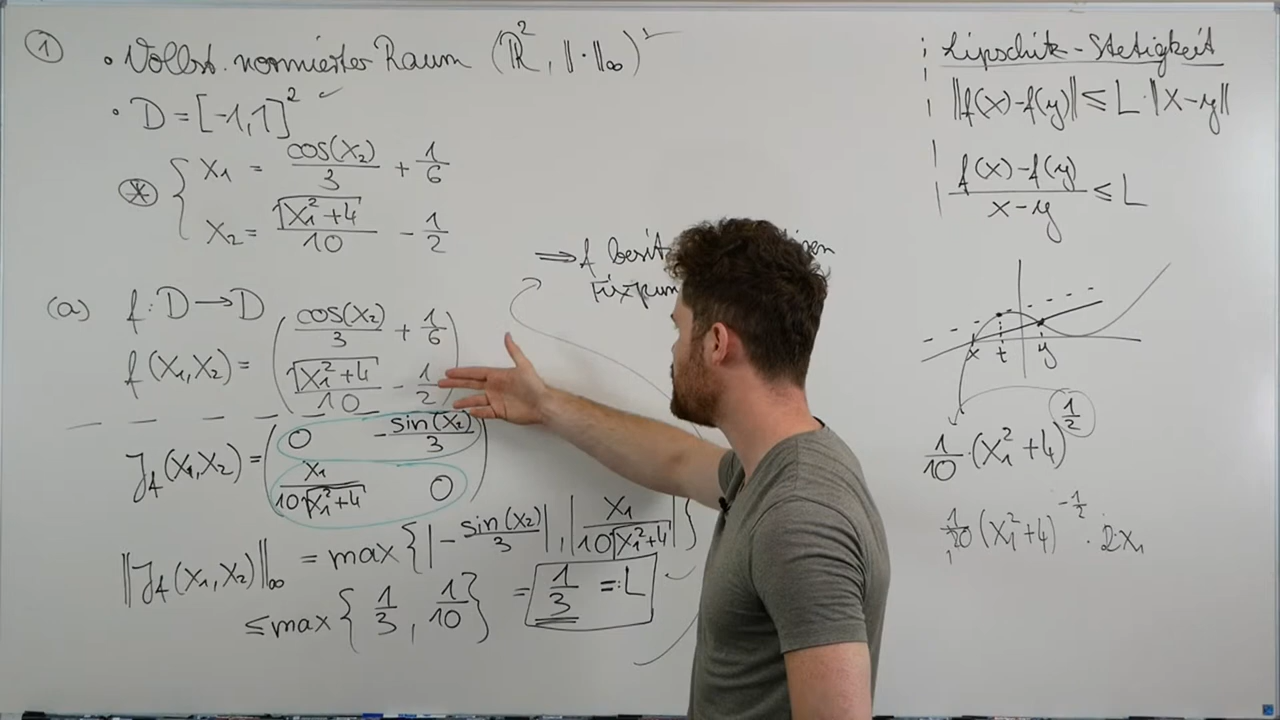 ① • Vollst. normierter Raum (ℝ², ‖·‖∞) ✓
• D = [-1,1]² ✓
⊛ { x₁ = cos(x₂)/3 + 1/6
x₂ = √(x₁²+4)/10 - 1/2
⟹ f
Fixpun
(a) f: D → D
f(x₁,x₂) = ( cos(x₂)/3 + 1/6
√(x₁²+4)/10 - 1/2 )
J_f(x₁,x₂) = ( 0 -sin(x₂)/3
x₁/(10√(x₁²+4)) 0 )
‖J_f(x₁,x₂)‖∞ = max{ |-sin(x₂)/3| , |x₁/(10√(x₁²+4))| }
≤ max{ 1/3 , 1/10 } = 1/3 =: L ✓
Lipschitz-Stetigkeit
‖f(x)-f(y)‖ ≤ L·‖x-y‖
(f(x)-f(y))/(x-y) ≤ L
x t y
1/10·(x₁²+4)^(1/2)
(x₁²+4)^(-1/2) · 2x₁